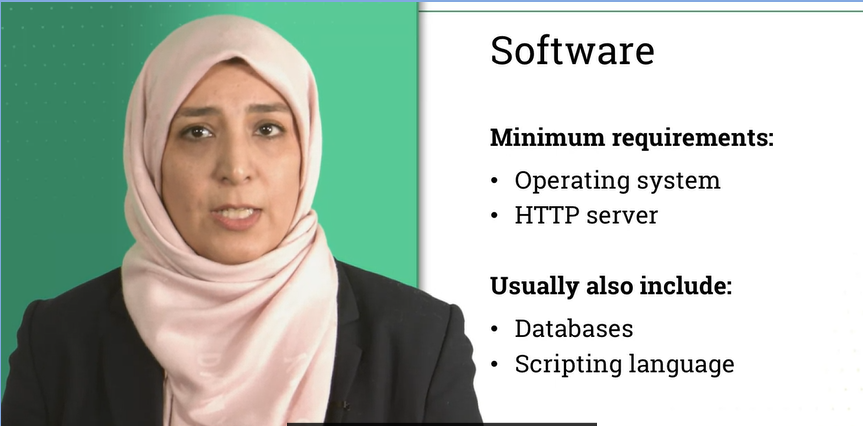 Software
Minimum requirements:
• Operating system
• HTTP server
Usually also include:
• Databases
• Scripting language